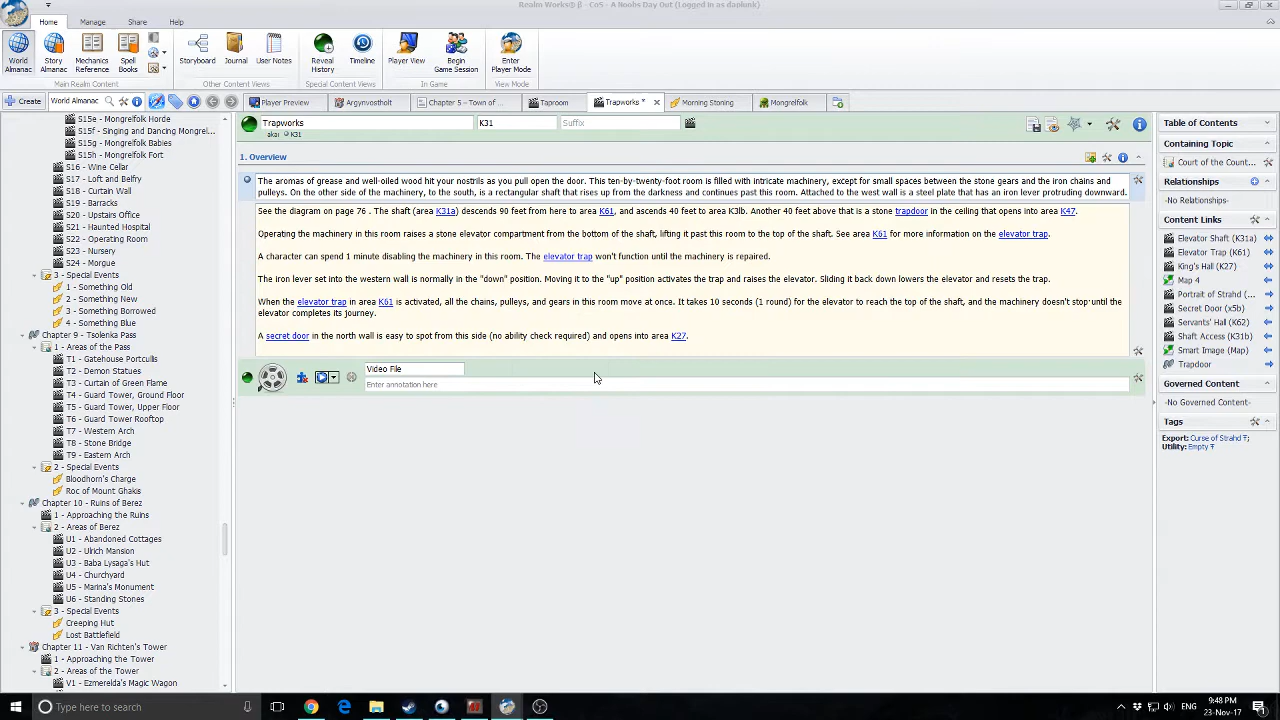 Realm Works® β - CoS - A Noobs Day Out (Logged in as daplunk)
Home Manage Share Help
World Almanac Story Almanac Mechanics Reference Spell Books Storyboard Journal User Notes Reveal History Timeline Player View Begin Game Session Enter Player Mode
Main Realm Content Other Content Views Special Content Views In Game View Mode
Create World Almanac Player Preview Argynvostholt Chapter 5 - Town of ... Taproom Trapworks * Morning Stoning Mongrelfolk
S15e - Mongrelfolk Horde
S15f - Singing and Dancing Mongrel...
S15g - Mongrelfolk Babies
S15h - Mongrelfolk Fort
S16 - Wine Cellar
S17 - Loft and Belfry
S18 - Curtain Wall
S19 - Barracks
S20 - Upstairs Office
S21 - Haunted Hospital
S22 - Operating Room
S23 - Nursery
S24 - Morgue
3 - Special Events
1 - Something Old
2 - Something New
3 - Something Borrowed
4 - Something Blue
Chapter 9 - Tsolenka Pass
1 - Areas of the Pass
T1 - Gatehouse Portcullis
T2 - Demon Statues
T3 - Curtain of Green Flame
T4 - Guard Tower, Ground Floor
T5 - Guard Tower, Upper Floor
T6 - Guard Tower Rooftop
T7 - Western Arch
T8 - Stone Bridge
T9 - Eastern Arch
2 - Special Events
Bloodhorn's Charge
Roc of Mount Ghakis
Chapter 10 - Ruins of Berez
1 - Approaching the Ruins
2 - Areas of Berez
U1 - Abandoned Cottages
U2 - Ulrich Mansion
U3 - Baba Lysaga's Hut
U4 - Churchyard
U5 - Marina's Monument
U6 - Standing Stones
3 - Special Events
Creeping Hut
Lost Battlefield
Chapter 11 - Van Richten's Tower
1 - Approaching the Tower
2 - Areas of the Tower
V1 - Ezmerelda's Magic Wagon
Trapworks K31 Suffix
aka: K31
1. Overview
The aromas of grease and well-oiled wood hit your nostrils as you pull open the door. This ten-by-twenty-foot room is filled with intricate machinery, except for small spaces between the stone gears and the iron chains and
pulleys. On the other side of the machinery, to the south, is a rectangular shaft that rises up from the darkness and continues past this room. Attached to the west wall is a steel plate that has an iron lever protruding downward.
See the diagram on page 76 - The shaft (area K31a) descends 90 feet from here to area K61, and ascends 40 feet to area K3lb. Another 40 feet above that is a stone trapdoor in the ceiling that opens into area K47.
Operating the machinery in this room raises a stone elevator compartment from the bottom of the shaft, lifting it past this room to the top of the shaft. See area K61 for more information on the elevator trap.
A character can spend 1 minute disabling the machinery in this room. The elevator trap won't function until the machinery is repaired.
The iron lever set into the western wall is normally in the "down" position. Moving it to the "up" position activates the trap and raises the elevator. Sliding it back down lowers the elevator and resets the trap.
When the elevator trap in area K61 is activated, all the chains, pulleys, and gears in this room move at once. It takes 10 seconds (1 round) for the elevator to reach the top of the shaft, and the machinery doesn't stop until the
elevator completes its journey.
A secret door in the north wall is easy to spot from this side (no ability check required) and opens into area K27.
Video File
Enter annotation here
Table of Contents
Containing Topic
Court of the Count...
Relationships
-No Relationships-
Content Links
Elevator Shaft (K31a)
Elevator Trap (K61)
King's Hall (K27)
Map 4
Portrait of Strahd (...
Secret Door (x5b)
Servants' Hall (K62)
Shaft Access (K31b)
Smart Image (Map)
Trapdoor
Governed Content
-No Governed Content-
Tags
Export: Curse of Strahd
Utility: Empty
Type here to search
ENG
9:48 PM
23-Nov-17